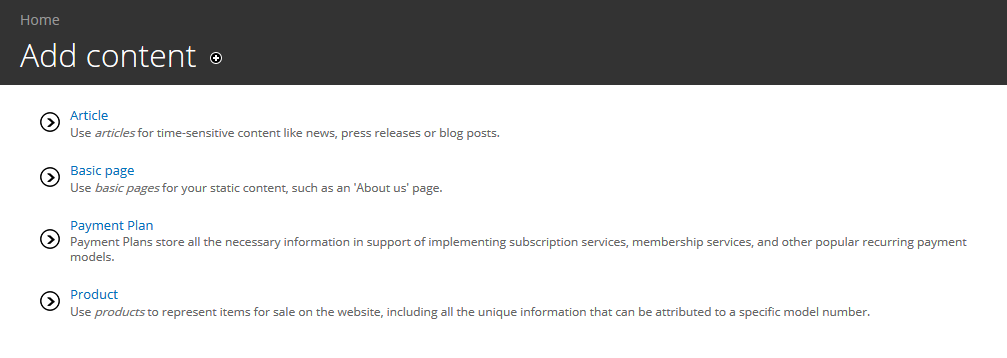 Home
Add content
Article
Use articles for time-sensitive content like news, press releases or blog posts.
Basic page
Use basic pages for your static content, such as an 'About us' page.
Payment Plan
Payment Plans store all the necessary information in support of implementing subscription services, membership services, and other popular recurring payment
models.
Product
Use products to represent items for sale on the website, including all the unique information that can be attributed to a specific model number.